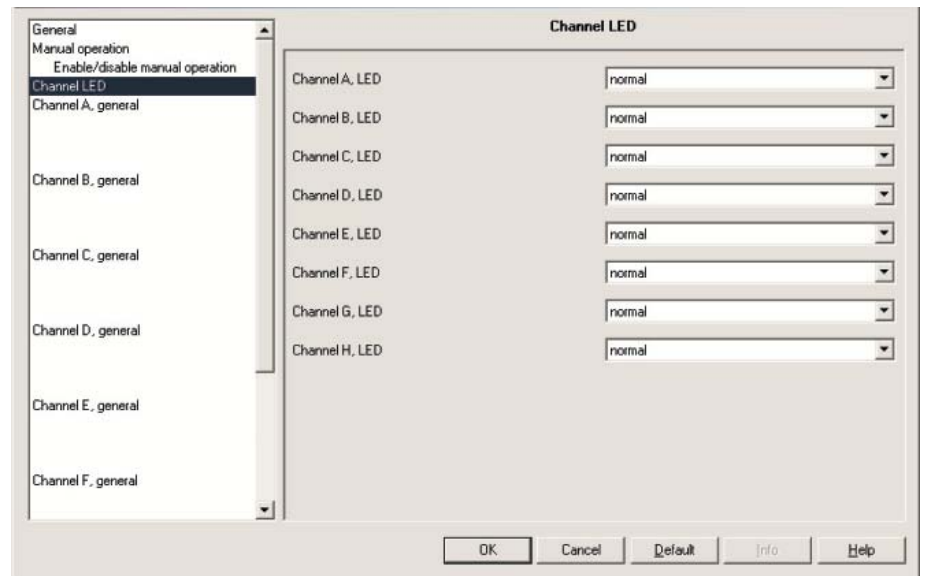 General
Manual operation
Enable/disable manual operation
Channel LED
Channel A, general
Channel B, general
Channel C, general
Channel D, general
Channel E, general
Channel F, general
Channel LED
Channel A, LED normal
Channel B, LED normal
Channel C, LED normal
Channel D, LED normal
Channel E, LED normal
Channel F, LED normal
Channel G, LED normal
Channel H, LED normal
OK Cancel Default Info Help